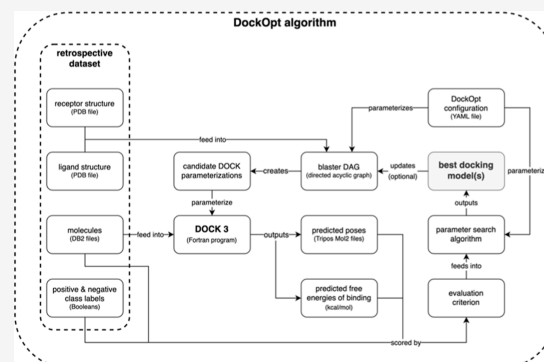 DockOpt algorithm
retrospective
dataset
receptor structure
(PDB file)
ligand structure
(PDB file)
molecules
(DB2 files)
positive & negative
class labels
(Booleans)
feed into
feed into
candidate DOCK
parameterizations
parameterize
DOCK 3
(Fortran program)
creates
blaster DAG
(directed acyclic graph)
outputs
predicted poses
(Tripos Mol2 files)
predicted free
energies of binding
(kcal/mol)
parameterizes
DockOpt
configuration
(YAML file)
updates
(optional)
best docking
model(s)
parameteriz
outputs
parameter search
algorithm
feeds into
evaluation
criterion
scored by